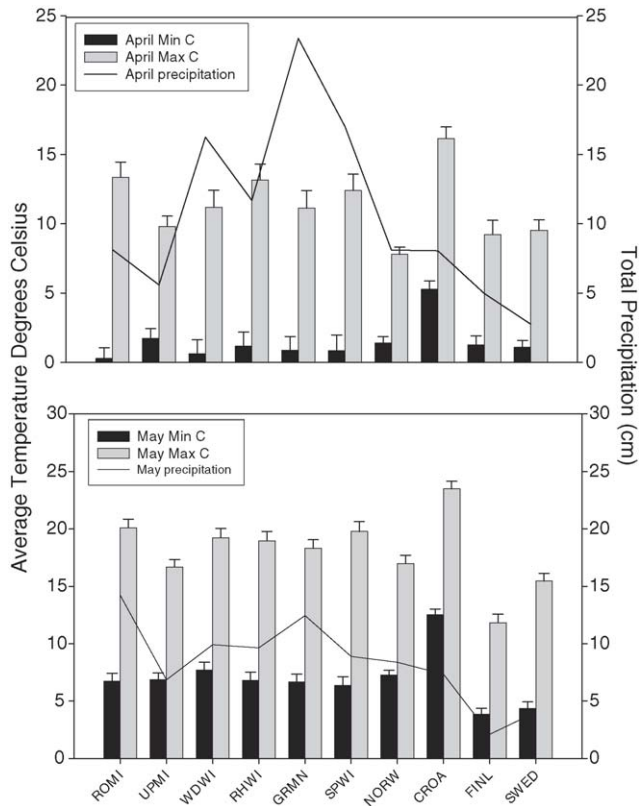 25
20
15
10
5
0
April Min C
April Max C
April precipitation
25
20
15
10
5
0
Average Temperature Degrees Celsius
Total Precipitation (cm)
30
25
20
15
10
5
0
May Min C
May Max C
May precipitation
30
25
20
15
10
5
0
ROMI
UPMI
WDWI
RHWI
GRMN
SPWI
NORW
CROA
FINL
SWED